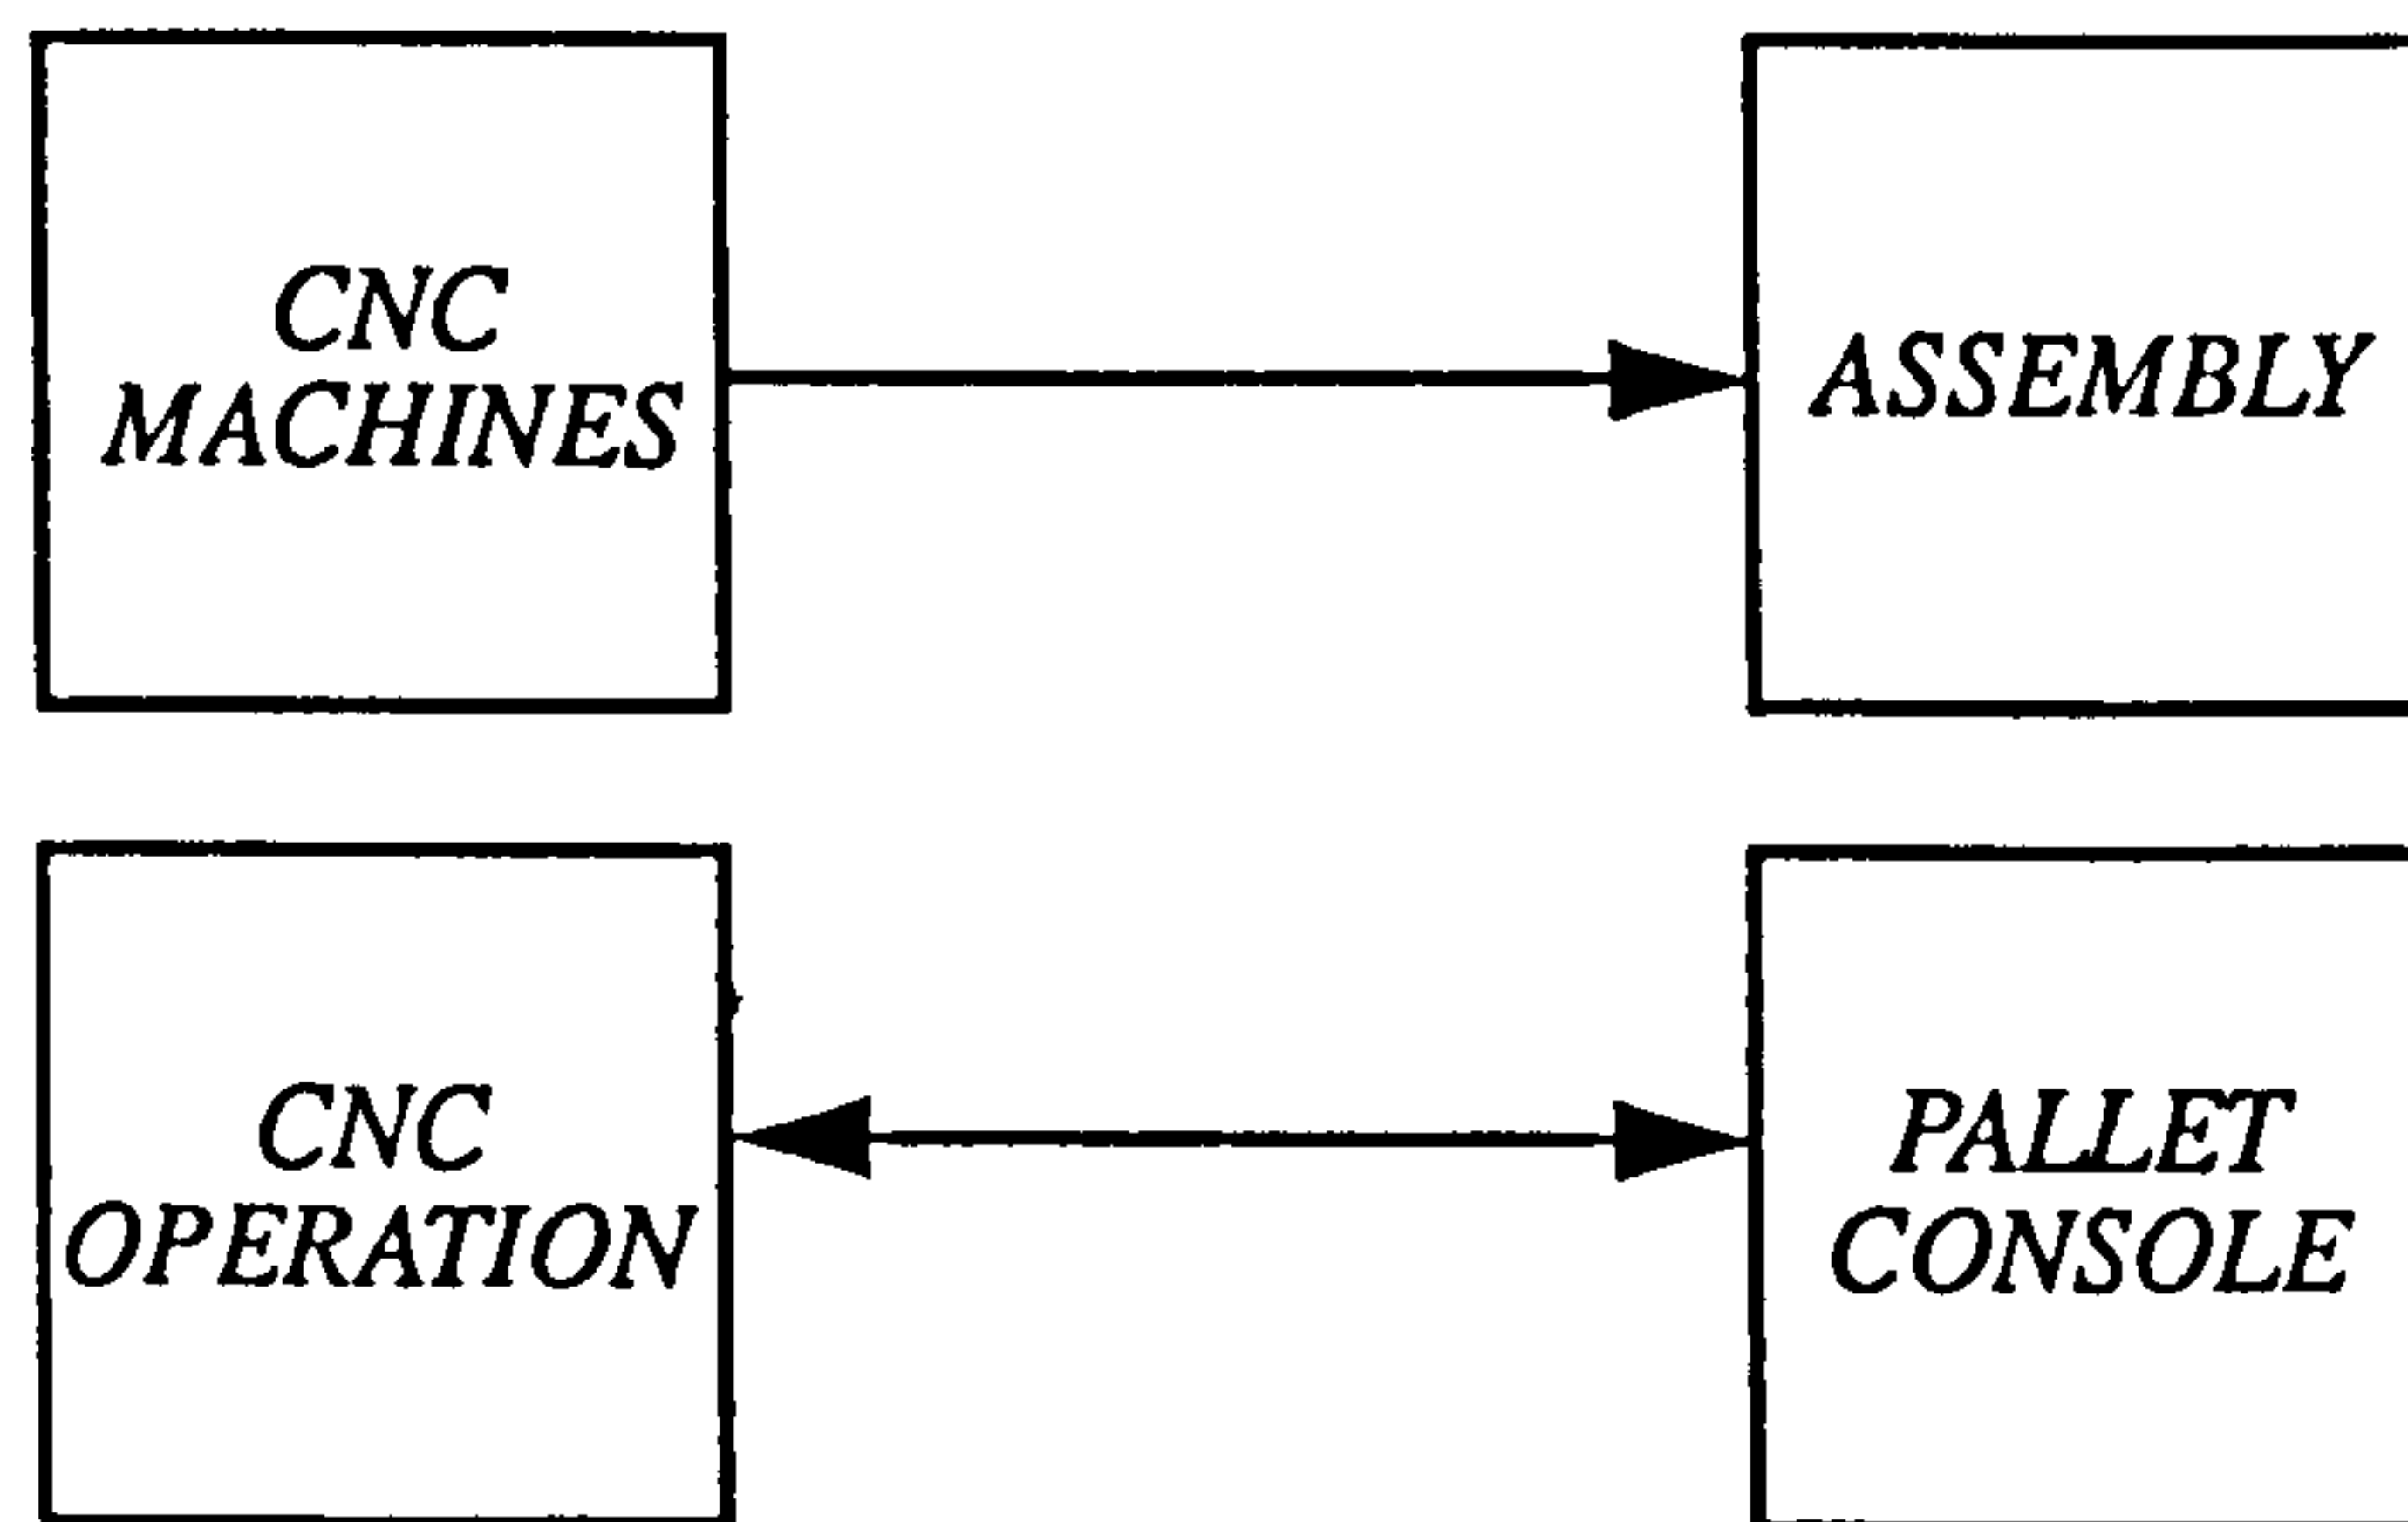 CNC
MACHINES
ASSEMBLY
CNC
OPERATION
PALLET
CONSOLE